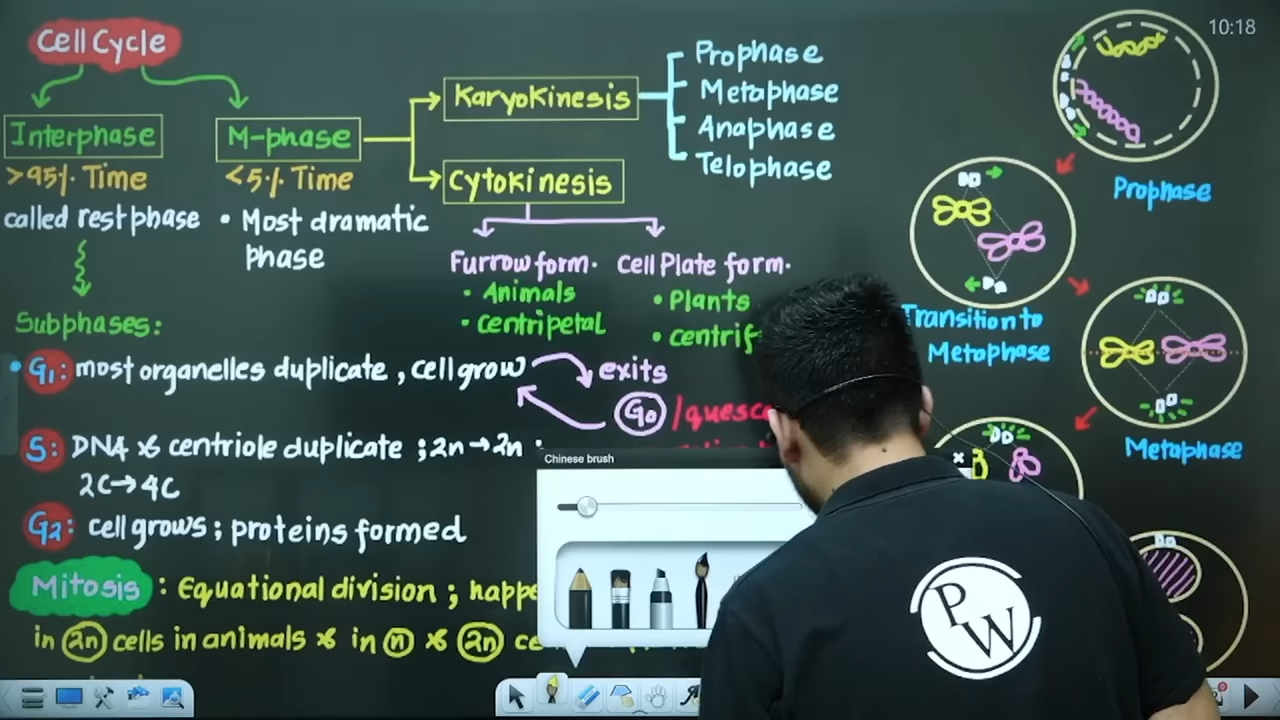 Cell Cycle
10:18
Interphase
M-phase
Karyokinesis
Cytokinesis
Prophase
Metaphase
Anaphase
Telophase
>95% Time
<5% Time
called rest phase
• Most dramatic
phase
Furrow form.
• Animals
• centripetal
Cell Plate form.
• Plants
• centrif
Subphases:
• G₁: most organelles duplicate, cell grow
exits
G₀ /
S: DNA & centriole duplicate ; 2n → 2n ;
2C → 4C
G₂: cell grows ; proteins formed
Mitosis : Equational division ; happe
in 2n cells in animals & in n & 2n ce
Prophase
Transition to
Metaphase
Metaphase
Chinese brush
PW